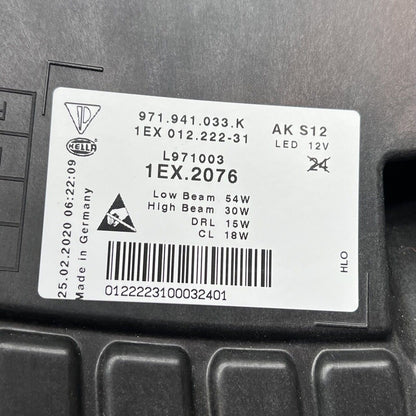 971.941.033.K
1EX 012.222-31
AK S12
LED 12V
24
HELLA
L971003
1EX.2076
Low Beam 54W
High Beam 30W
DRL 15W
CL 18W
25.02.2020 06:22:09
Made in Germany
HLO
0122223100032401